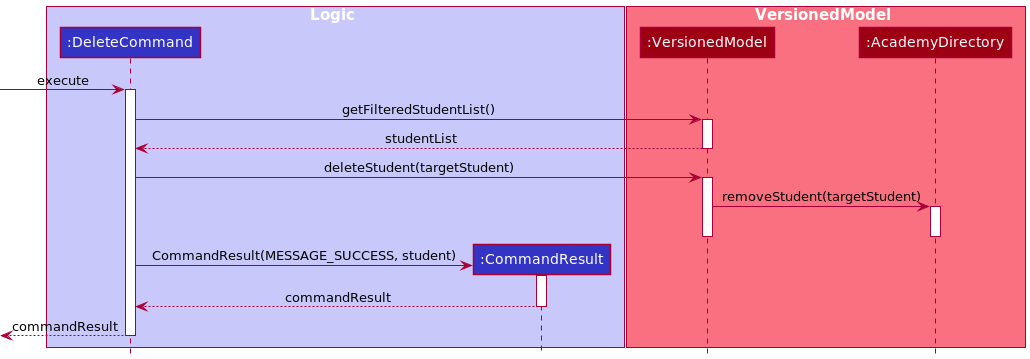 Logic
VersionedModel
:DeleteCommand
:VersionedModel
:AcademyDirectory
execute
getFilteredStudentList()
studentList
deleteStudent(targetStudent)
removeStudent(targetStudent)
CommandResult(MESSAGE_SUCCESS, student)
:CommandResult
commandResult
commandResult